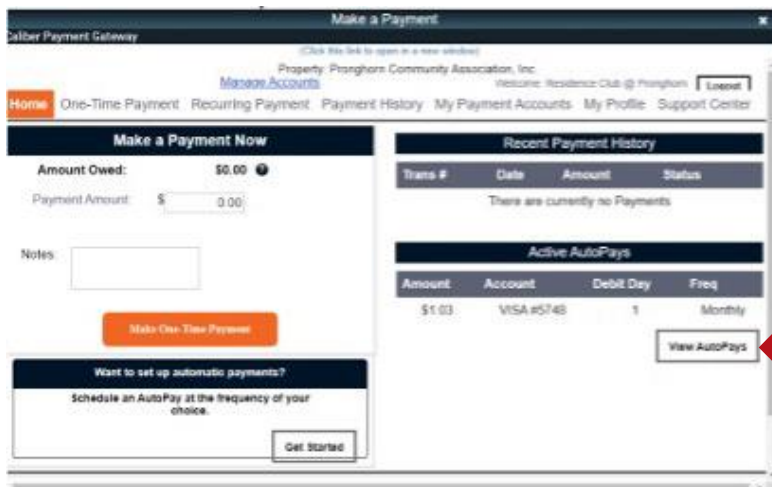 Make a Payment
Caliber Payment Gateway
(Click this link to open in a new window)
Property: Pronghorn Community Association, Inc
Manage Accounts
Welcome: Residence Club @ Pronghorn
Logout
Home One-Time Payment Recurring Payment Payment History My Payment Accounts My Profile Support Center
Make a Payment Now
Amount Owed: $0.00
Payment Amount: $ 0.00
Notes:
Make One-Time Payment
Want to set up automatic payments?
Schedule an AutoPay at the frequency of your
choice.
Get Started
Recent Payment History
Trans # Date Amount Status
There are currently no Payments
Active AutoPays
Amount Account Debit Day Freq
$1.03 VISA #5748 1 Monthly
View AutoPays